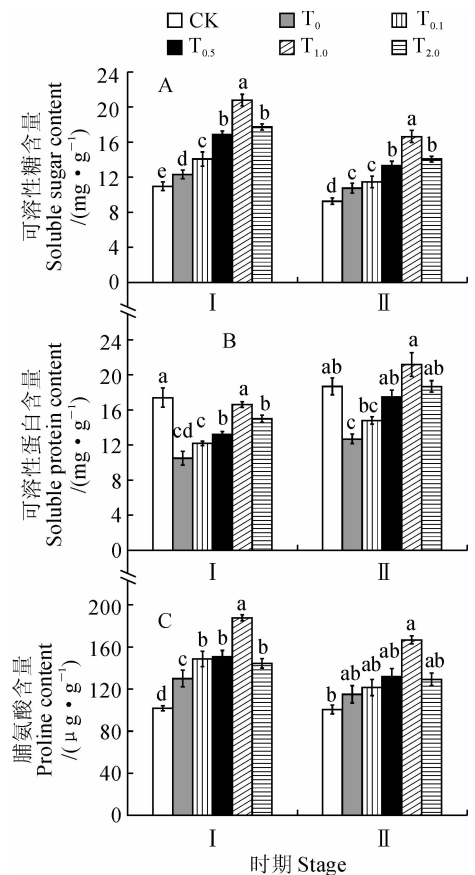 CK T₀ T₀.₁
T₀.₅ T₁.₀ T₂.₀
A
可溶性糖含量
Soluble sugar content
/(mg·g⁻¹)
24
20
16
12
8
4
0
e d c b a b
d c c b a b
I II
B
可溶性蛋白含量
Soluble protein content
/(mg·g⁻¹)
24
20
16
12
8
4
0
a cd c b a b
ab c bc ab a ab
I II
C
脯氨酸含量
Proline content
/(μg·g⁻¹)
200
160
120
80
40
0
d c b b a b
b ab ab ab a ab
I II
时期 Stage